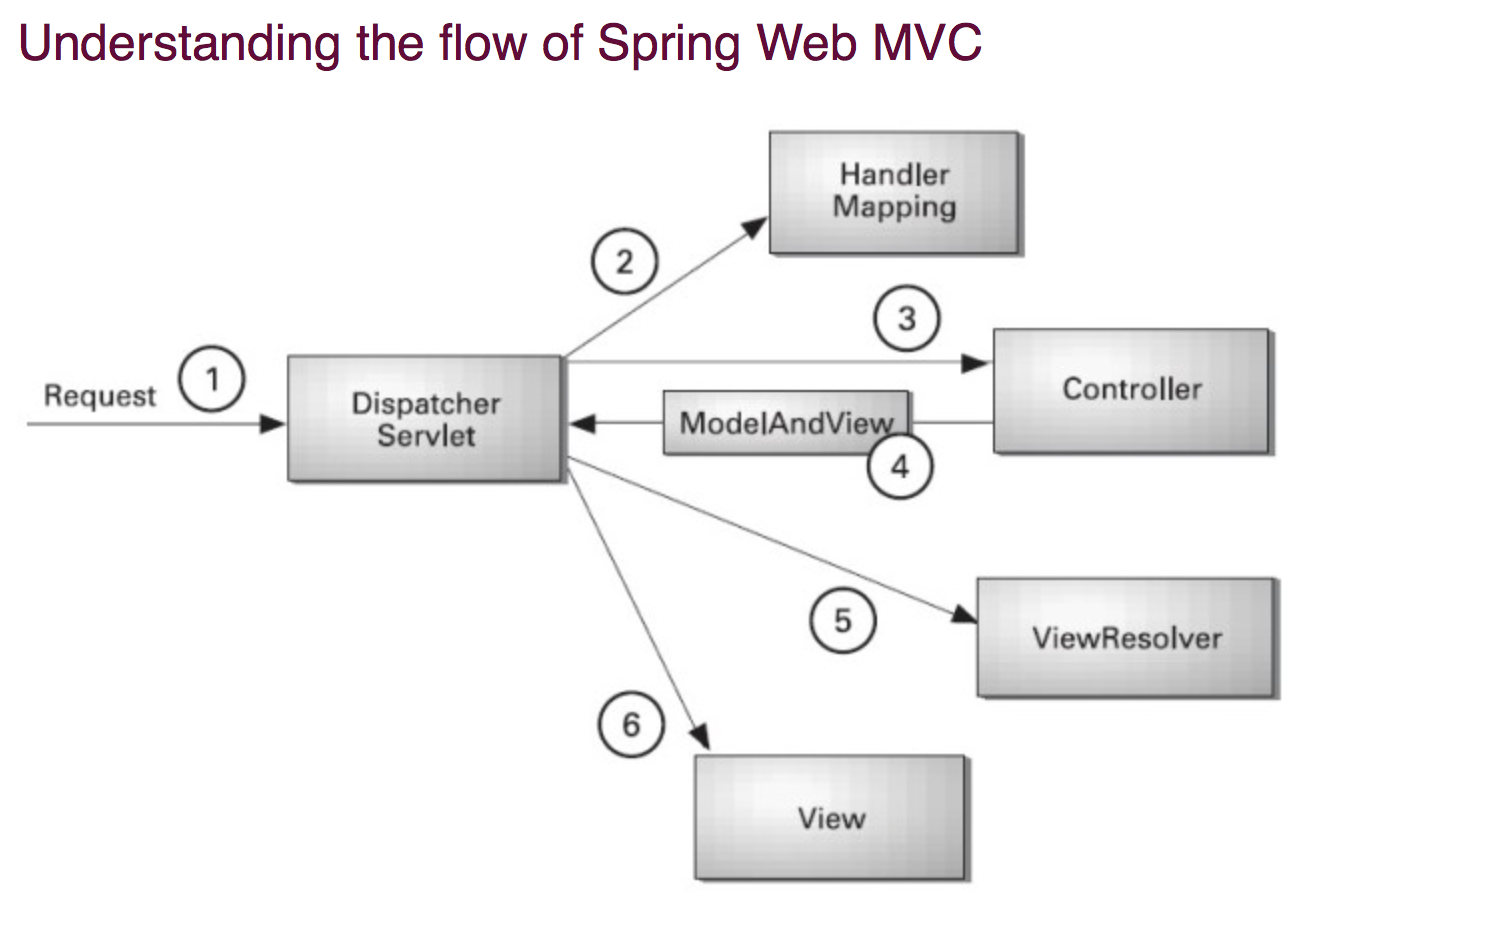 Understanding the flow of Spring Web MVC
Handler
Mapping
2
3
Request
1
Dispatcher
Servlet
ModelAndView
Controller
4
5
ViewResolver
6
View